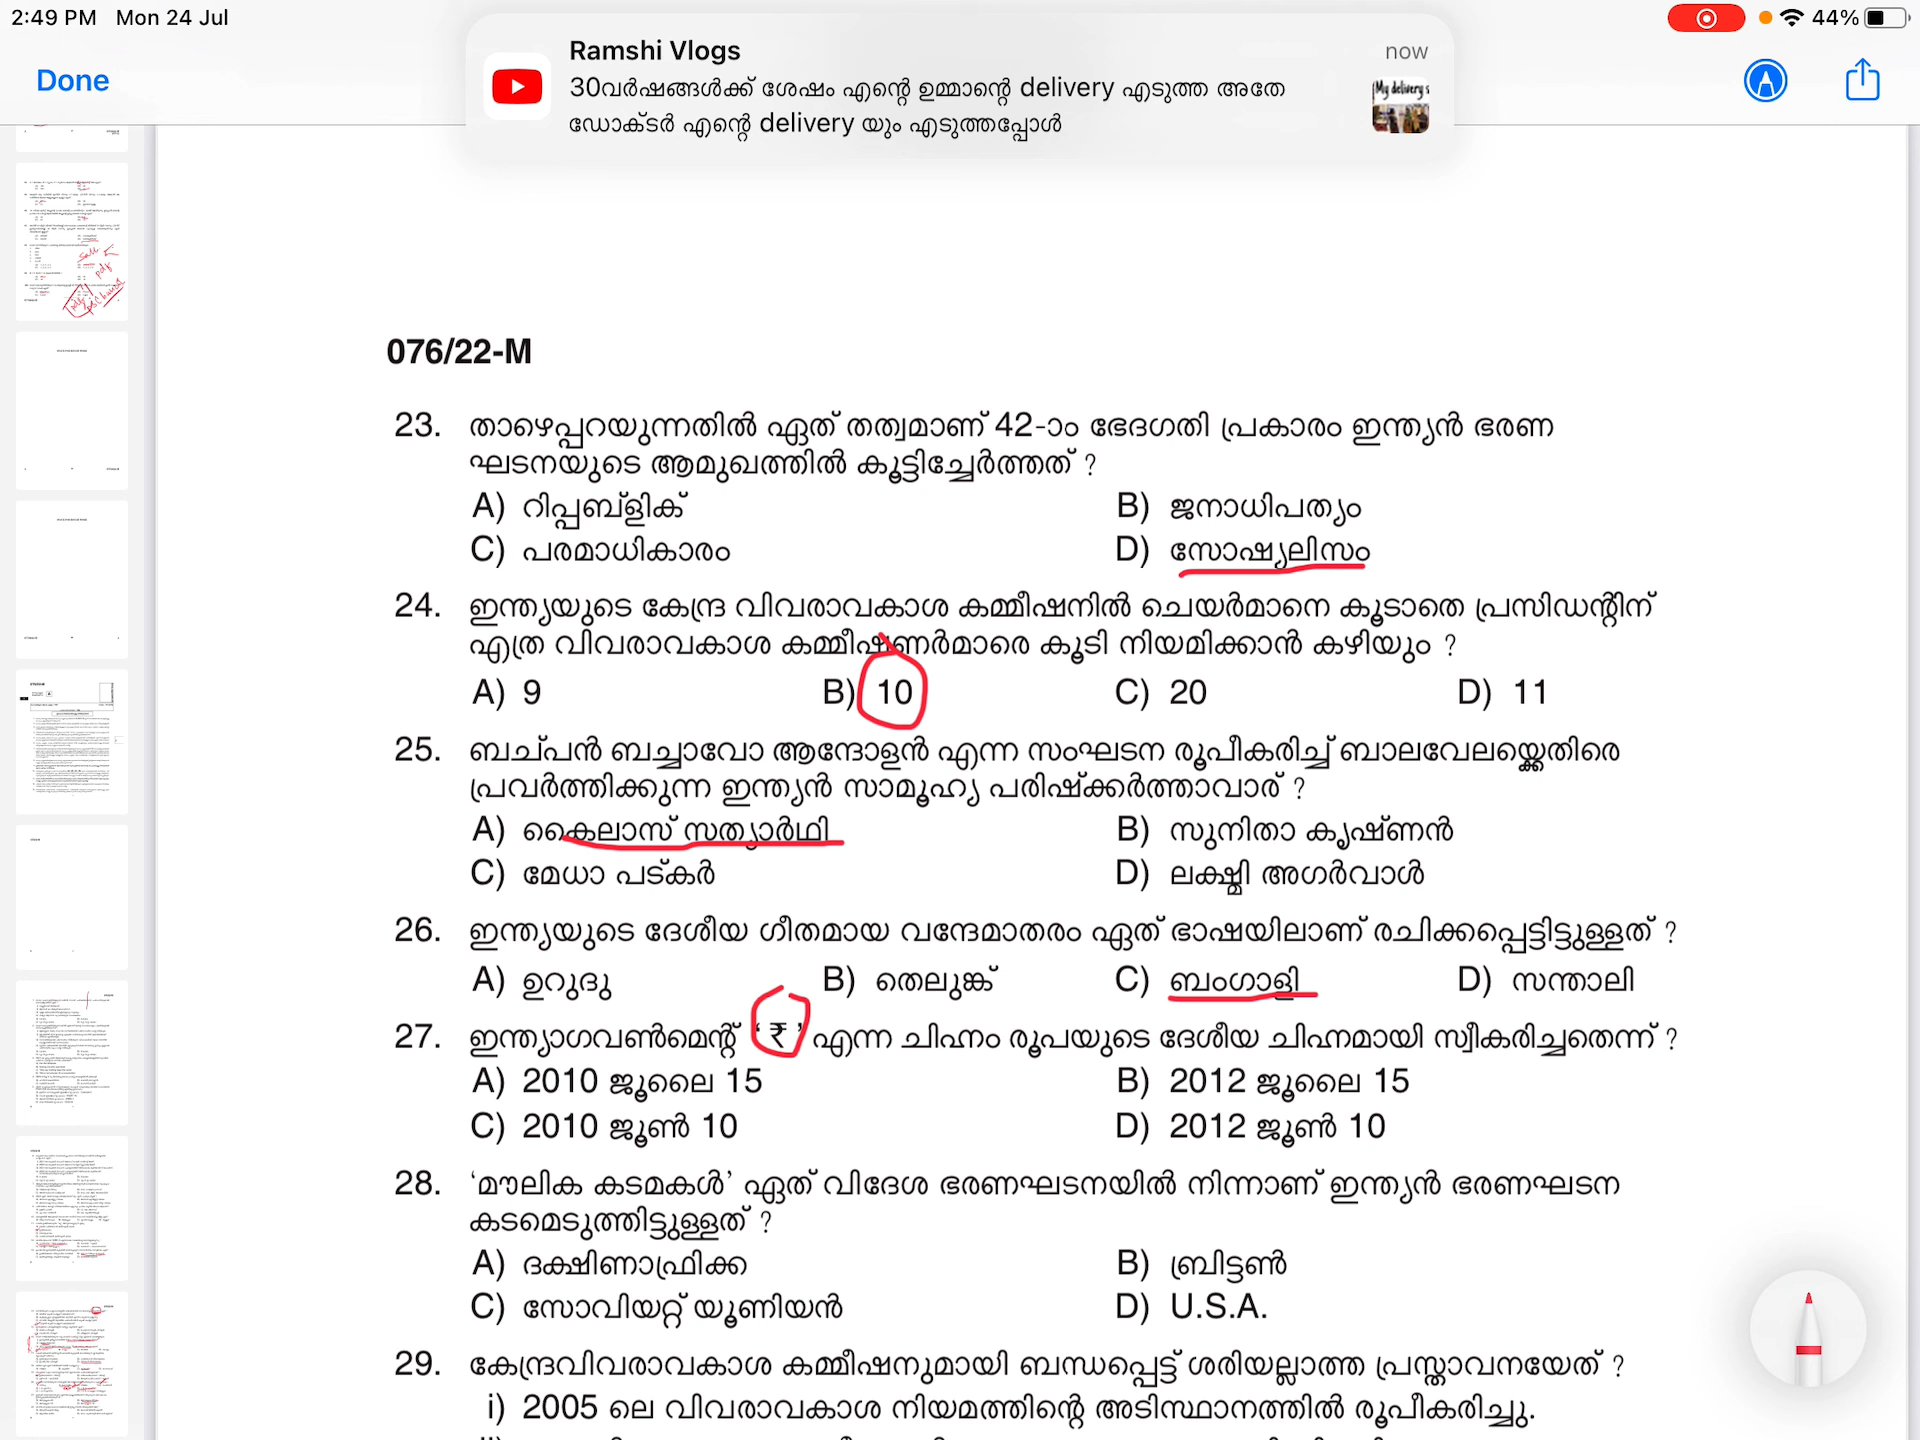 2:49 PM Mon 24 Jul
44%
Done
Ramshi Vlogs
now
30വർഷങ്ങൾക്ക് ശേഷം എന്റെ ഉമ്മാന്റെ delivery എടുത്ത അതേ
ഡോക്ടർ എന്റെ delivery യും എടുത്തപ്പോൾ
My delivery s
076/22-M
23. താഴെപ്പറയുന്നതിൽ ഏത് തത്വമാണ് 42-ാം ഭേദഗതി പ്രകാരം ഇന്ത്യൻ ഭരണ
ഘടനയുടെ ആമുഖത്തിൽ കൂട്ടിച്ചേർത്തത് ?
A) റിപ്പബ്ളിക് B) ജനാധിപത്യം
C) പരമാധികാരം D) സോഷ്യലിസം
24. ഇന്ത്യയുടെ കേന്ദ്ര വിവരാവകാശ കമ്മീഷനിൽ ചെയർമാനെ കൂടാതെ പ്രസിഡന്റിന്
എത്ര വിവരാവകാശ കമ്മീഷണർമാരെ കൂടി നിയമിക്കാൻ കഴിയും ?
A) 9 B) 10 C) 20 D) 11
25. ബച്പൻ ബച്ചാവോ ആന്ദോളൻ എന്ന സംഘടന രൂപീകരിച്ച് ബാലവേലയ്ക്കെതിരെ
പ്രവർത്തിക്കുന്ന ഇന്ത്യൻ സാമൂഹ്യ പരിഷ്ക്കർത്താവാര് ?
A) കൈലാസ് സത്യാർഥി B) സുനിതാ കൃഷ്ണൻ
C) മേധാ പട്കർ D) ലക്ഷ്മി അഗർവാൾ
26. ഇന്ത്യയുടെ ദേശീയ ഗീതമായ വന്ദേമാതരം ഏത് ഭാഷയിലാണ് രചിക്കപ്പെട്ടിട്ടുള്ളത് ?
A) ഉറുദു B) തെലുങ്ക് C) ബംഗാളി D) സന്താലി
27. ഇന്ത്യാഗവൺമെന്റ് ‘₹’ എന്ന ചിഹ്നം രൂപയുടെ ദേശീയ ചിഹ്നമായി സ്വീകരിച്ചതെന്ന് ?
A) 2010 ജൂലൈ 15 B) 2012 ജൂലൈ 15
C) 2010 ജൂൺ 10 D) 2012 ജൂൺ 10
28. ‘മൗലിക കടമകൾ’ ഏത് വിദേശ ഭരണഘടനയിൽ നിന്നാണ് ഇന്ത്യൻ ഭരണഘടന
കടമെടുത്തിട്ടുള്ളത് ?
A) ദക്ഷിണാഫ്രിക്ക B) ബ്രിട്ടൺ
C) സോവിയറ്റ് യൂണിയൻ D) U.S.A.
29. കേന്ദ്രവിവരാവകാശ കമ്മീഷനുമായി ബന്ധപ്പെട്ട് ശരിയല്ലാത്ത പ്രസ്താവനയേത് ?
i) 2005 ലെ വിവരാവകാശ നിയമത്തിന്റെ അടിസ്ഥാനത്തിൽ രൂപീകരിച്ചു.